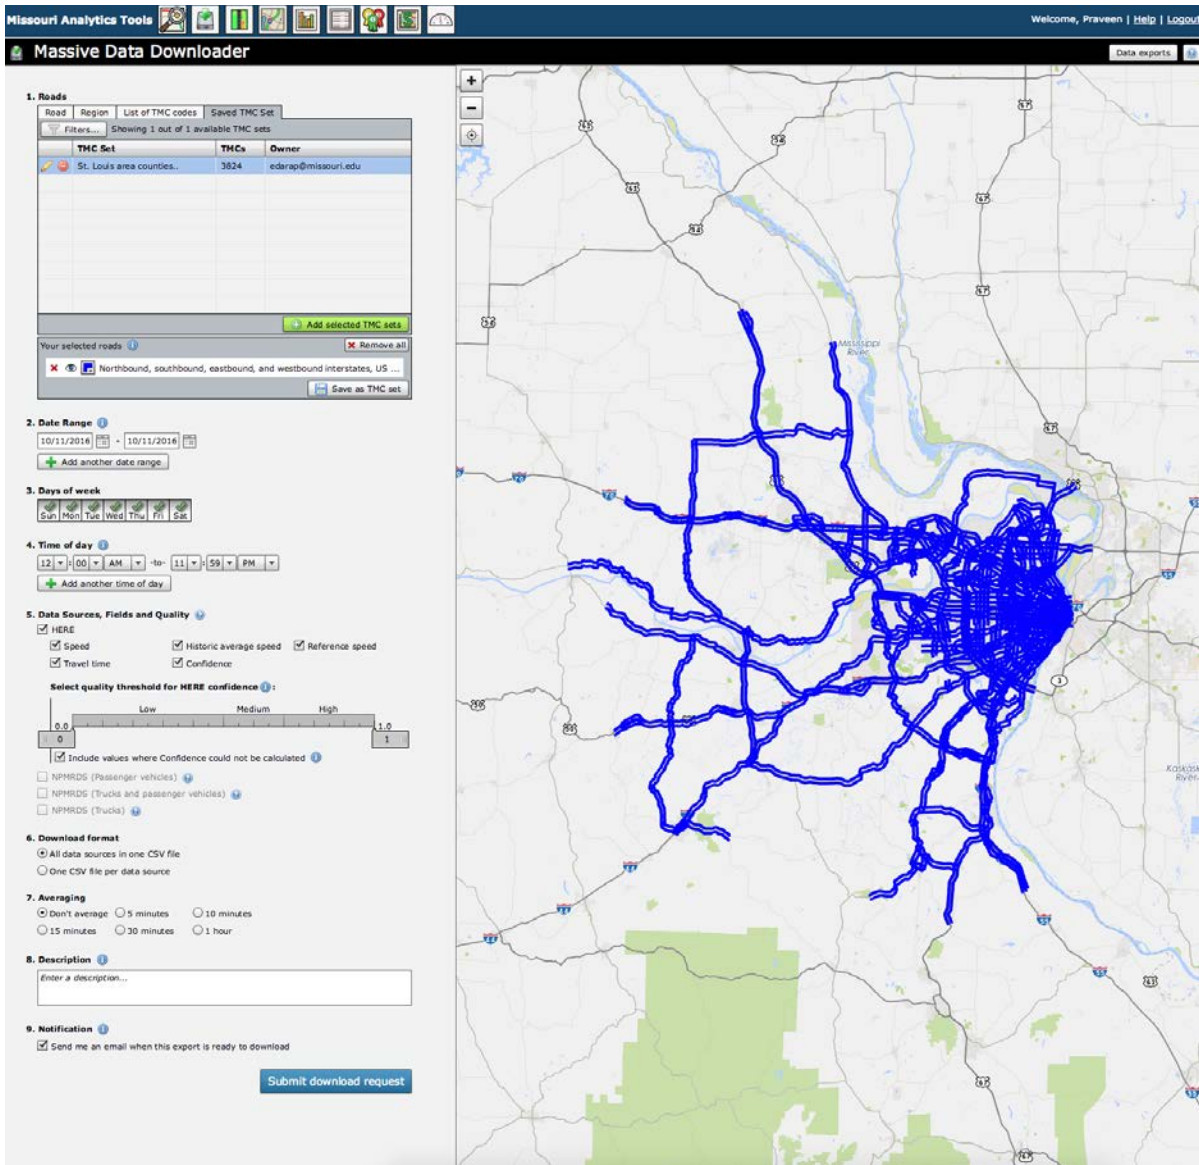 Missouri Analytics Tools
Welcome, Praveen | Help | Logout
Massive Data Downloader
Data exports
1. Roads
Road Region List of TMC codes Saved TMC Set
Filters... Showing 1 out of 1 available TMC sets
TMC Set TMCs Owner
St. Louis area counties.. 3824 edarap@missouri.edu
Add selected TMC sets
Your selected roads Remove all
Northbound, southbound, eastbound, and westbound interstates, US ...
Save as TMC set
2. Date Range
10/11/2016 - 10/11/2016
Add another date range
3. Days of week
Sun Mon Tue Wed Thu Fri Sat
4. Time of day
12 : 00 AM -to- 11 : 59 PM
Add another time of day
5. Data Sources, Fields and Quality
HERE
Speed Historic average speed Reference speed
Travel time Confidence
Select quality threshold for HERE confidence :
Low Medium High
0.0 1.0
0 1
Include values where Confidence could not be calculated
NPMRDS (Passenger vehicles)
NPMRDS (Trucks and passenger vehicles)
NPMRDS (Trucks)
6. Download format
All data sources in one CSV file
One CSV file per data source
7. Averaging
Don't average 5 minutes 10 minutes
15 minutes 30 minutes 1 hour
8. Description
Enter a description...
9. Notification
Send me an email when this export is ready to download
Submit download request
Mississippi
River
River